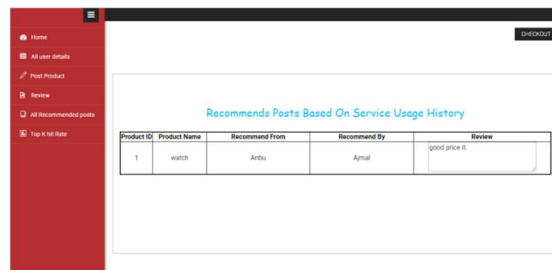 CHECKOUT
Home
All user details
Post Product
Review
All Recommended posts
Top K hit Rate
Recommends Posts Based On Service Usage History
Product ID Product Name Recommend From Recommend By Review
1 watch Anbu Ajmal good price it.